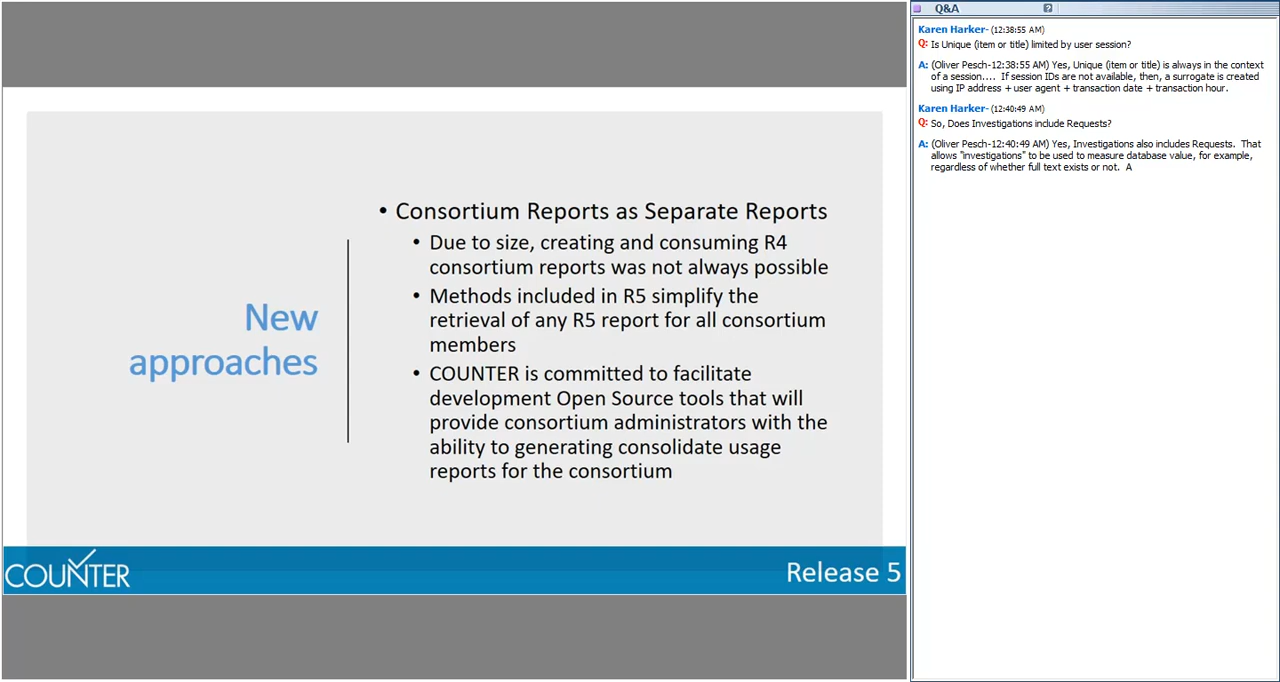 New
approaches
• Consortium Reports as Separate Reports
• Due to size, creating and consuming R4
consortium reports was not always possible
• Methods included in R5 simplify the
retrieval of any R5 report for all consortium
members
• COUNTER is committed to facilitate
development Open Source tools that will
provide consortium administrators with the
ability to generating consolidate usage
reports for the consortium
COUNTER
Release 5
Q&A
?
Karen Harker- (12:38:55 AM)
Q: Is Unique (item or title) limited by user session?
A: (Oliver Pesch-12:38:55 AM) Yes, Unique (item or title) is always in the context
of a session.... If session IDs are not available, then, a surrogate is created
using IP address + user agent + transaction date + transaction hour.
Karen Harker- (12:40:49 AM)
Q: So, Does Investigations include Requests?
A: (Oliver Pesch-12:40:49 AM) Yes, Investigations also includes Requests. That
allows "investigations" to be used to measure database value, for example,
regardless of whether full text exists or not. A